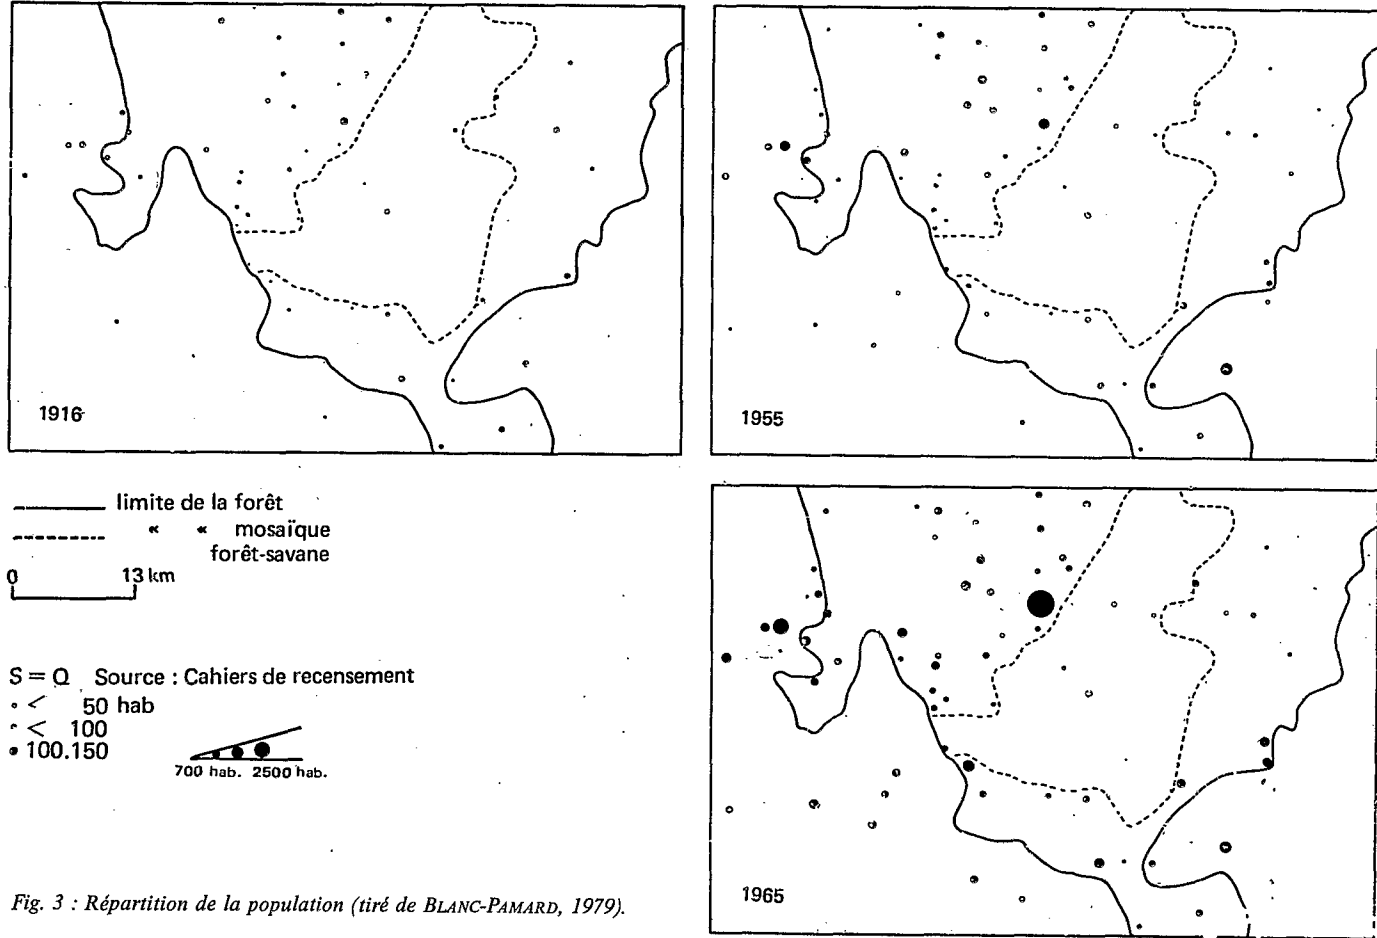 1916
1955
limite de la forêt
« « mosaïque
forêt-savane
0 13 km
S = Q Source : Cahiers de recensement
< 50 hab
< 100
100.150
700 hab. 2500 hab.
1965
Fig. 3 : Répartition de la population (tiré de BLANC-PAMARD, 1979).